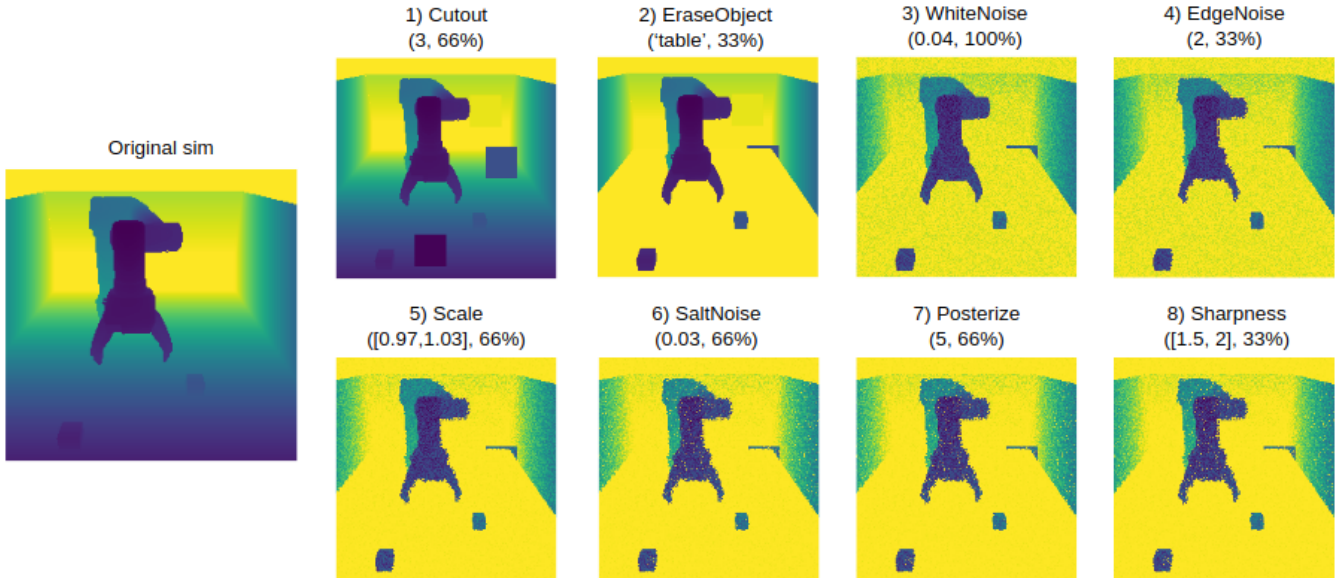 Original sim
1) Cutout
(3, 66%)
2) EraseObject
(‘table’, 33%)
3) WhiteNoise
(0.04, 100%)
4) EdgeNoise
(2, 33%)
5) Scale
([0.97,1.03], 66%)
6) SaltNoise
(0.03, 66%)
7) Posterize
(5, 66%)
8) Sharpness
([1.5, 2], 33%)